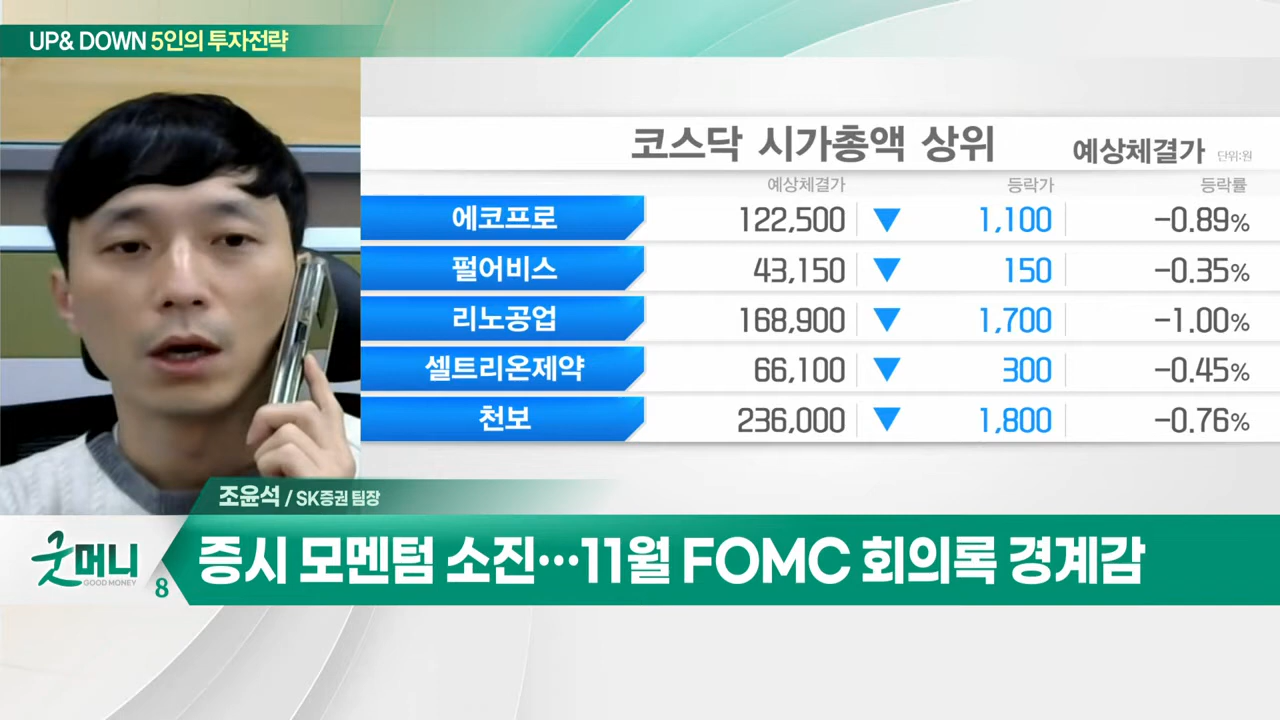 UP& DOWN 5인의 투자전략
코스닥 시가총액 상위 예상체결가 단위:원
예상체결가 등락가 등락률
에코프로 122,500 ▼ 1,100 -0.89%
펄어비스 43,150 ▼ 150 -0.35%
리노공업 168,900 ▼ 1,700 -1.00%
셀트리온제약 66,100 ▼ 300 -0.45%
천보 236,000 ▼ 1,800 -0.76%
조윤석 / SK증권 팀장
굿머니
GOOD MONEY
8
증시 모멘텀 소진…11월 FOMC 회의록 경계감